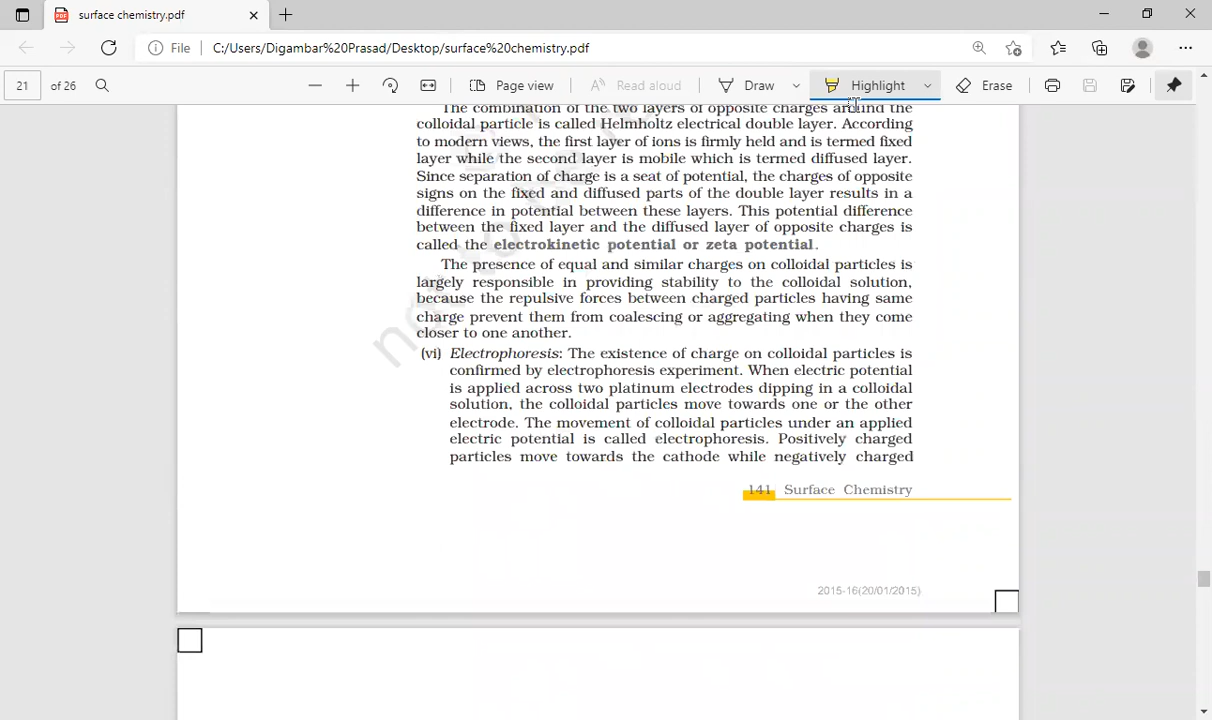 surface chemistry.pdf
File C:/Users/Digambar%20Prasad/Desktop/surface%20chemistry.pdf
21 of 26 Page view Read aloud Draw Highlight Erase
The combination of the two layers of opposite charges around the
colloidal particle is called Helmholtz electrical double layer. According
to modern views, the first layer of ions is firmly held and is termed fixed
layer while the second layer is mobile which is termed diffused layer.
Since separation of charge is a seat of potential, the charges of opposite
signs on the fixed and diffused parts of the double layer results in a
difference in potential between these layers. This potential difference
between the fixed layer and the diffused layer of opposite charges is
called the electrokinetic potential or zeta potential.
The presence of equal and similar charges on colloidal particles is
largely responsible in providing stability to the colloidal solution,
because the repulsive forces between charged particles having same
charge prevent them from coalescing or aggregating when they come
closer to one another.
(vi) Electrophoresis: The existence of charge on colloidal particles is
confirmed by electrophoresis experiment. When electric potential
is applied across two platinum electrodes dipping in a colloidal
solution, the colloidal particles move towards one or the other
electrode. The movement of colloidal particles under an applied
electric potential is called electrophoresis. Positively charged
particles move towards the cathode while negatively charged
141 Surface Chemistry
2015-16(20/01/2015)
not to